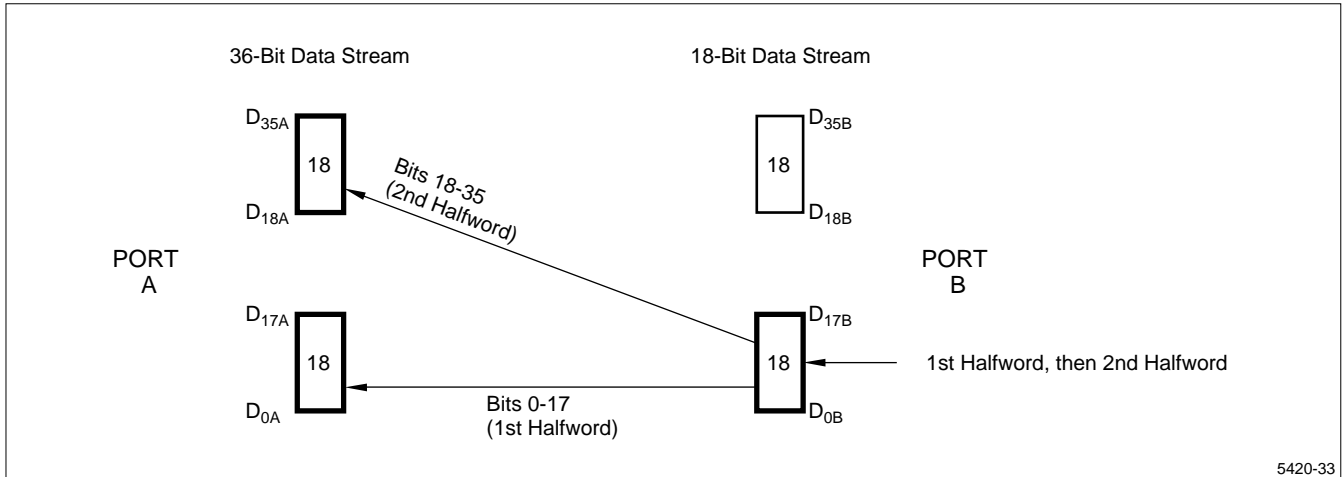 36-Bit Data Stream
18-Bit Data Stream
D35A
D35B
18
18
Bits 18-35
(2nd Halfword)
D18A
D18B
PORT
A
PORT
B
D17A
D17B
18
18
1st Halfword, then 2nd Halfword
Bits 0-17
(1st Halfword)
D0A
D0B
5420-33